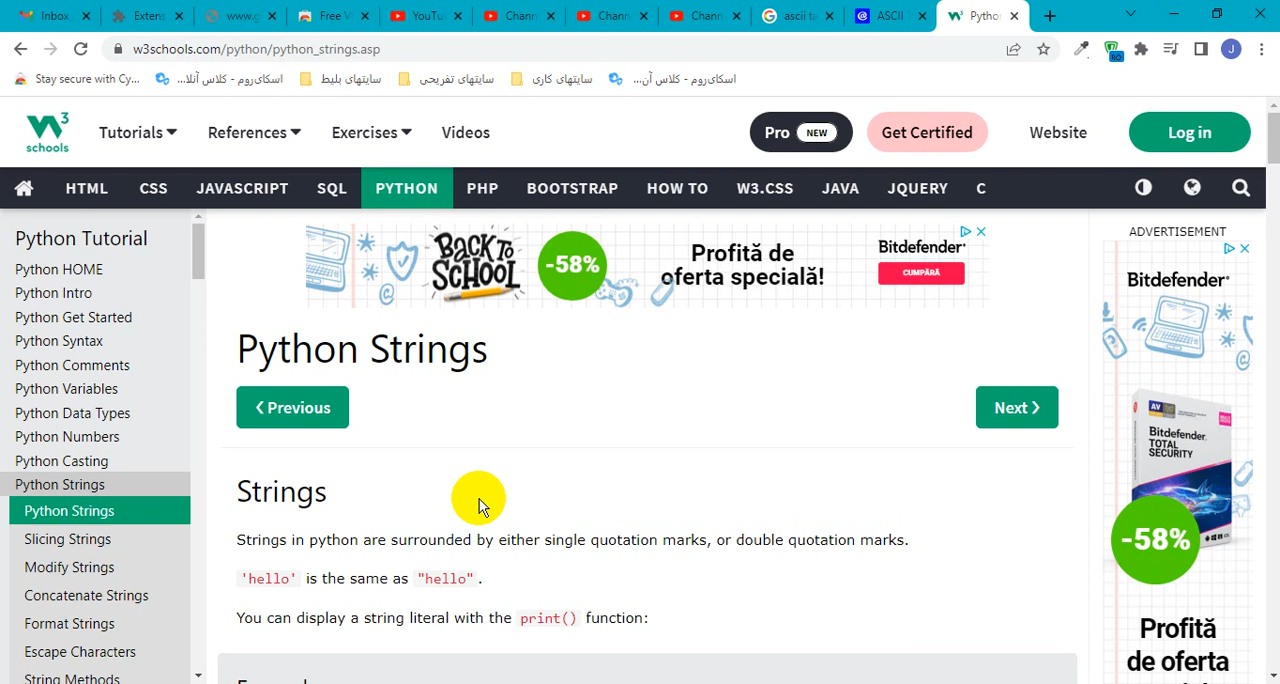 Inbox
Extens
www.g
Free V
YouTu
Chann
Chann
Chann
ascii ta
ASCII
Pytho
w3schools.com/python/python_strings.asp
J
Stay secure with Cy...
اسکای‌روم - کلاس آنلا...
سایتهای بلیط
سایتهای تفریحی
سایتهای کاری
اسکای‌روم - کلاس آن...
W3 schools
Tutorials
References
Exercises
Videos
Pro NEW
Get Certified
Website
Log in
HTML CSS JAVASCRIPT SQL PYTHON PHP BOOTSTRAP HOW TO W3.CSS JAVA JQUERY C
Python Tutorial
Python HOME
Python Intro
Python Get Started
Python Syntax
Python Comments
Python Variables
Python Data Types
Python Numbers
Python Casting
Python Strings
Python Strings
Slicing Strings
Modify Strings
Concatenate Strings
Format Strings
Escape Characters
String Methods
BACK TO
SCHOOL
-58%
Profită de
oferta specială!
Bitdefender
CUMPĂRĂ
Python Strings
❮ Previous
Next ❯
Strings
Strings in python are surrounded by either single quotation marks, or double quotation marks.
'hello' is the same as "hello".
You can display a string literal with the print() function:
ADVERTISEMENT
Bitdefender
Bitdefender
TOTAL
SECURITY
-58%
Profită
de oferta